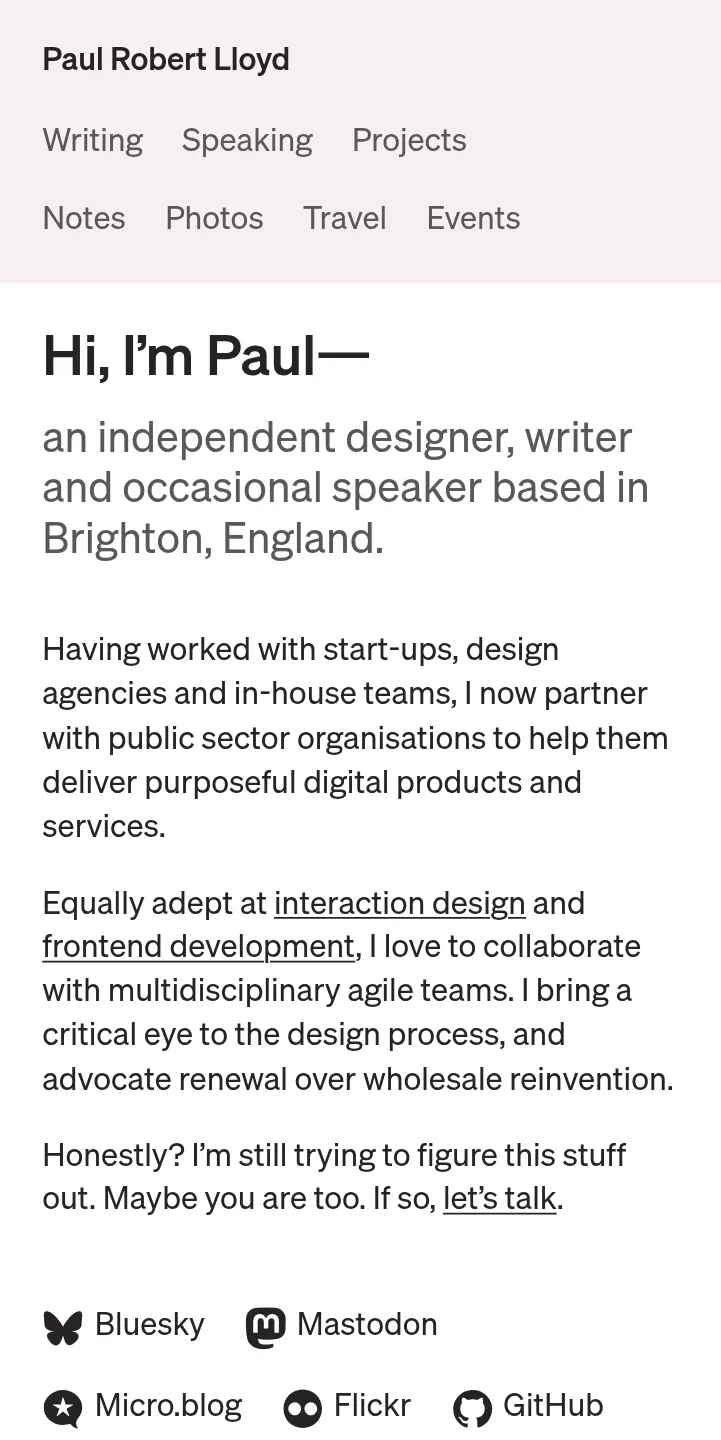 Paul Robert Lloyd
Writing Speaking Projects
Notes Photos Travel Events
Hi, I’m Paul—
an independent designer, writer
and occasional speaker based in
Brighton, England.
Having worked with start-ups, design
agencies and in-house teams, I now partner
with public sector organisations to help them
deliver purposeful digital products and
services.
Equally adept at interaction design and
frontend development, I love to collaborate
with multidisciplinary agile teams. I bring a
critical eye to the design process, and
advocate renewal over wholesale reinvention.
Honestly? I’m still trying to figure this stuff
out. Maybe you are too. If so, let’s talk.
Bluesky Mastodon
Micro.blog Flickr GitHub